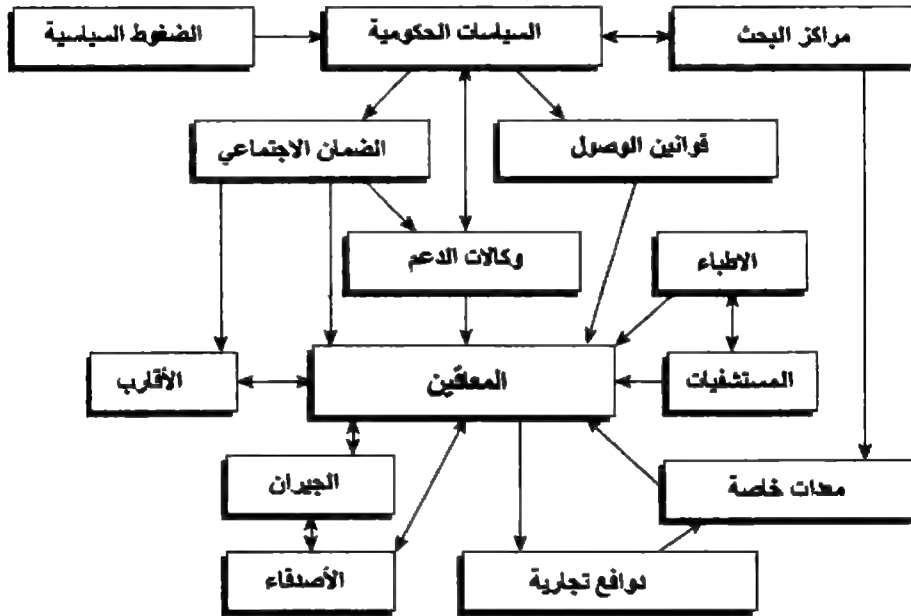 الضغوط السياسية
السياسات الحكومية
مراكز البحث
الضمان الاجتماعي
قوانين الوصول
وكالات الدعم
الاطباء
الأقارب
المعاقين
المستشفيات
الجيران
معدات خاصة
الأصدقاء
دوافع تجارية